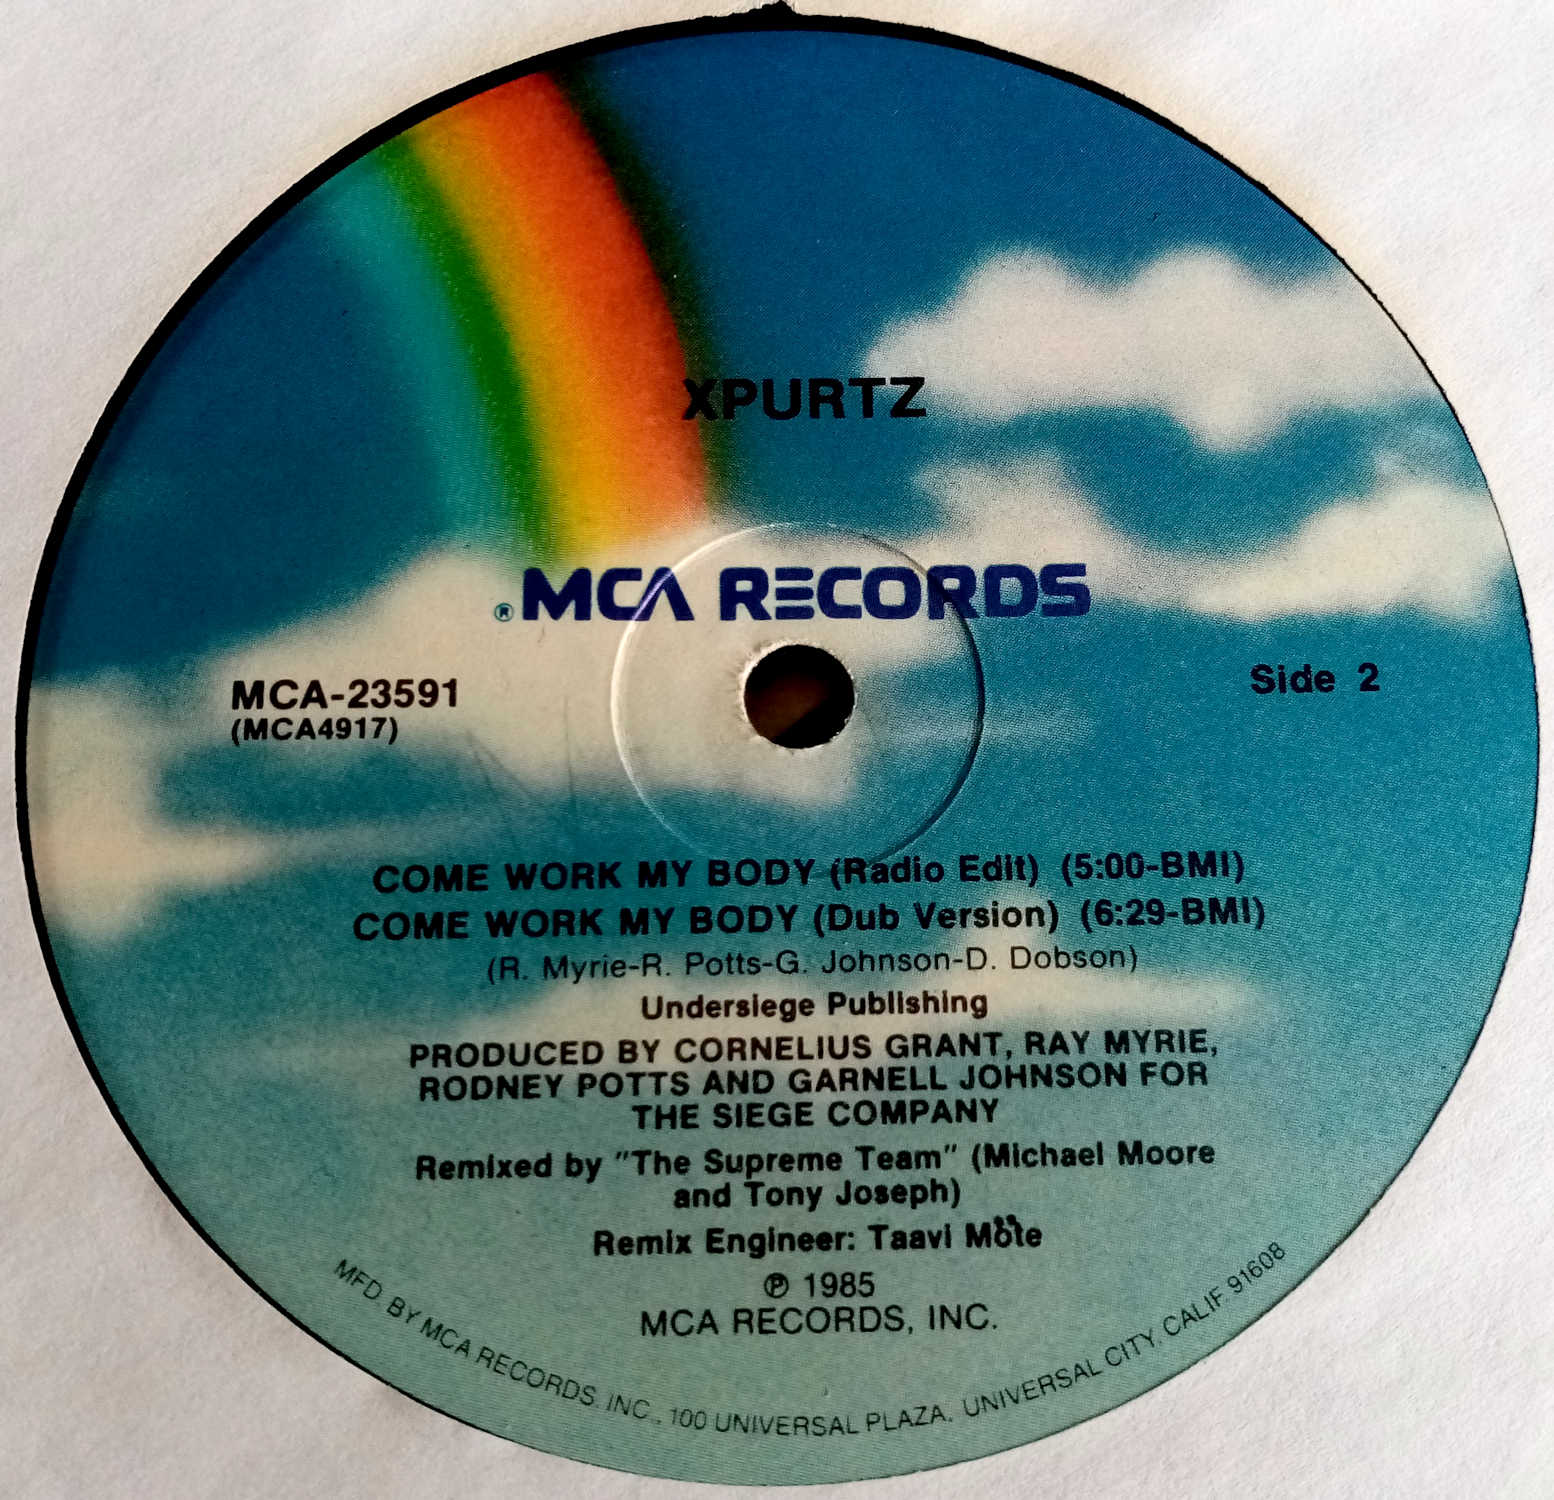 XPURTZ
® MCA RECORDS
MCA-23591
(MCA4917)
Side 2
COME WORK MY BODY (Radio Edit) (5:00-BMI)
COME WORK MY BODY (Dub Version) (6:29-BMI)
(R. Myrie-R. Potts-G. Johnson-D. Dobson)
Undersiege Publishing
PRODUCED BY CORNELIUS GRANT, RAY MYRIE,
RODNEY POTTS AND GARNELL JOHNSON FOR
THE SIEGE COMPANY
Remixed by "The Supreme Team" (Michael Moore
and Tony Joseph)
Remix Engineer: Taavi Möte
℗ 1985
MCA RECORDS, INC.
MFD. BY MCA RECORDS, INC., 100 UNIVERSAL PLAZA, UNIVERSAL CITY, CALIF 91608